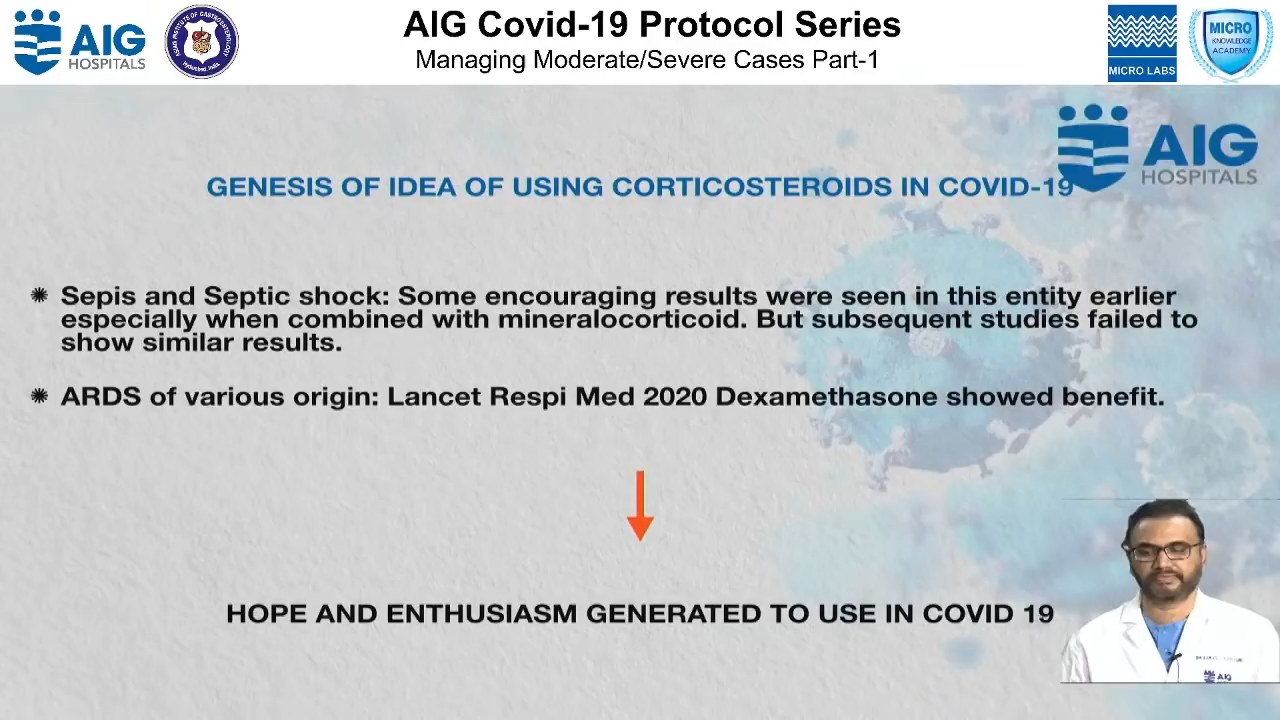 AIG
HOSPITALS
AIG Covid-19 Protocol Series
Managing Moderate/Severe Cases Part-1
MICRO LABS
MICRO
KNOWLEDGE
ACADEMY
AIG
HOSPITALS
GENESIS OF IDEA OF USING CORTICOSTEROIDS IN COVID-19
Sepis and Septic shock: Some encouraging results were seen in this entity earlier
especially when combined with mineralocorticoid. But subsequent studies failed to
show similar results.
ARDS of various origin: Lancet Respi Med 2020 Dexamethasone showed benefit.
HOPE AND ENTHUSIASM GENERATED TO USE IN COVID 19
AIG